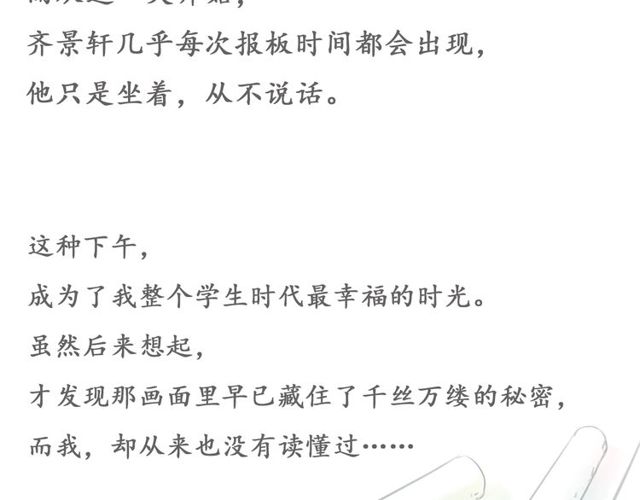 齐景轩几乎每次报板时间都会出现，
他只是坐着，从不说话。
这种下午，
成为了我整个学生时代最幸福的时光。
虽然后来想起，
才发现那画面里早已藏住了千丝万缕的秘密，
而我，却从来也没有读懂过……